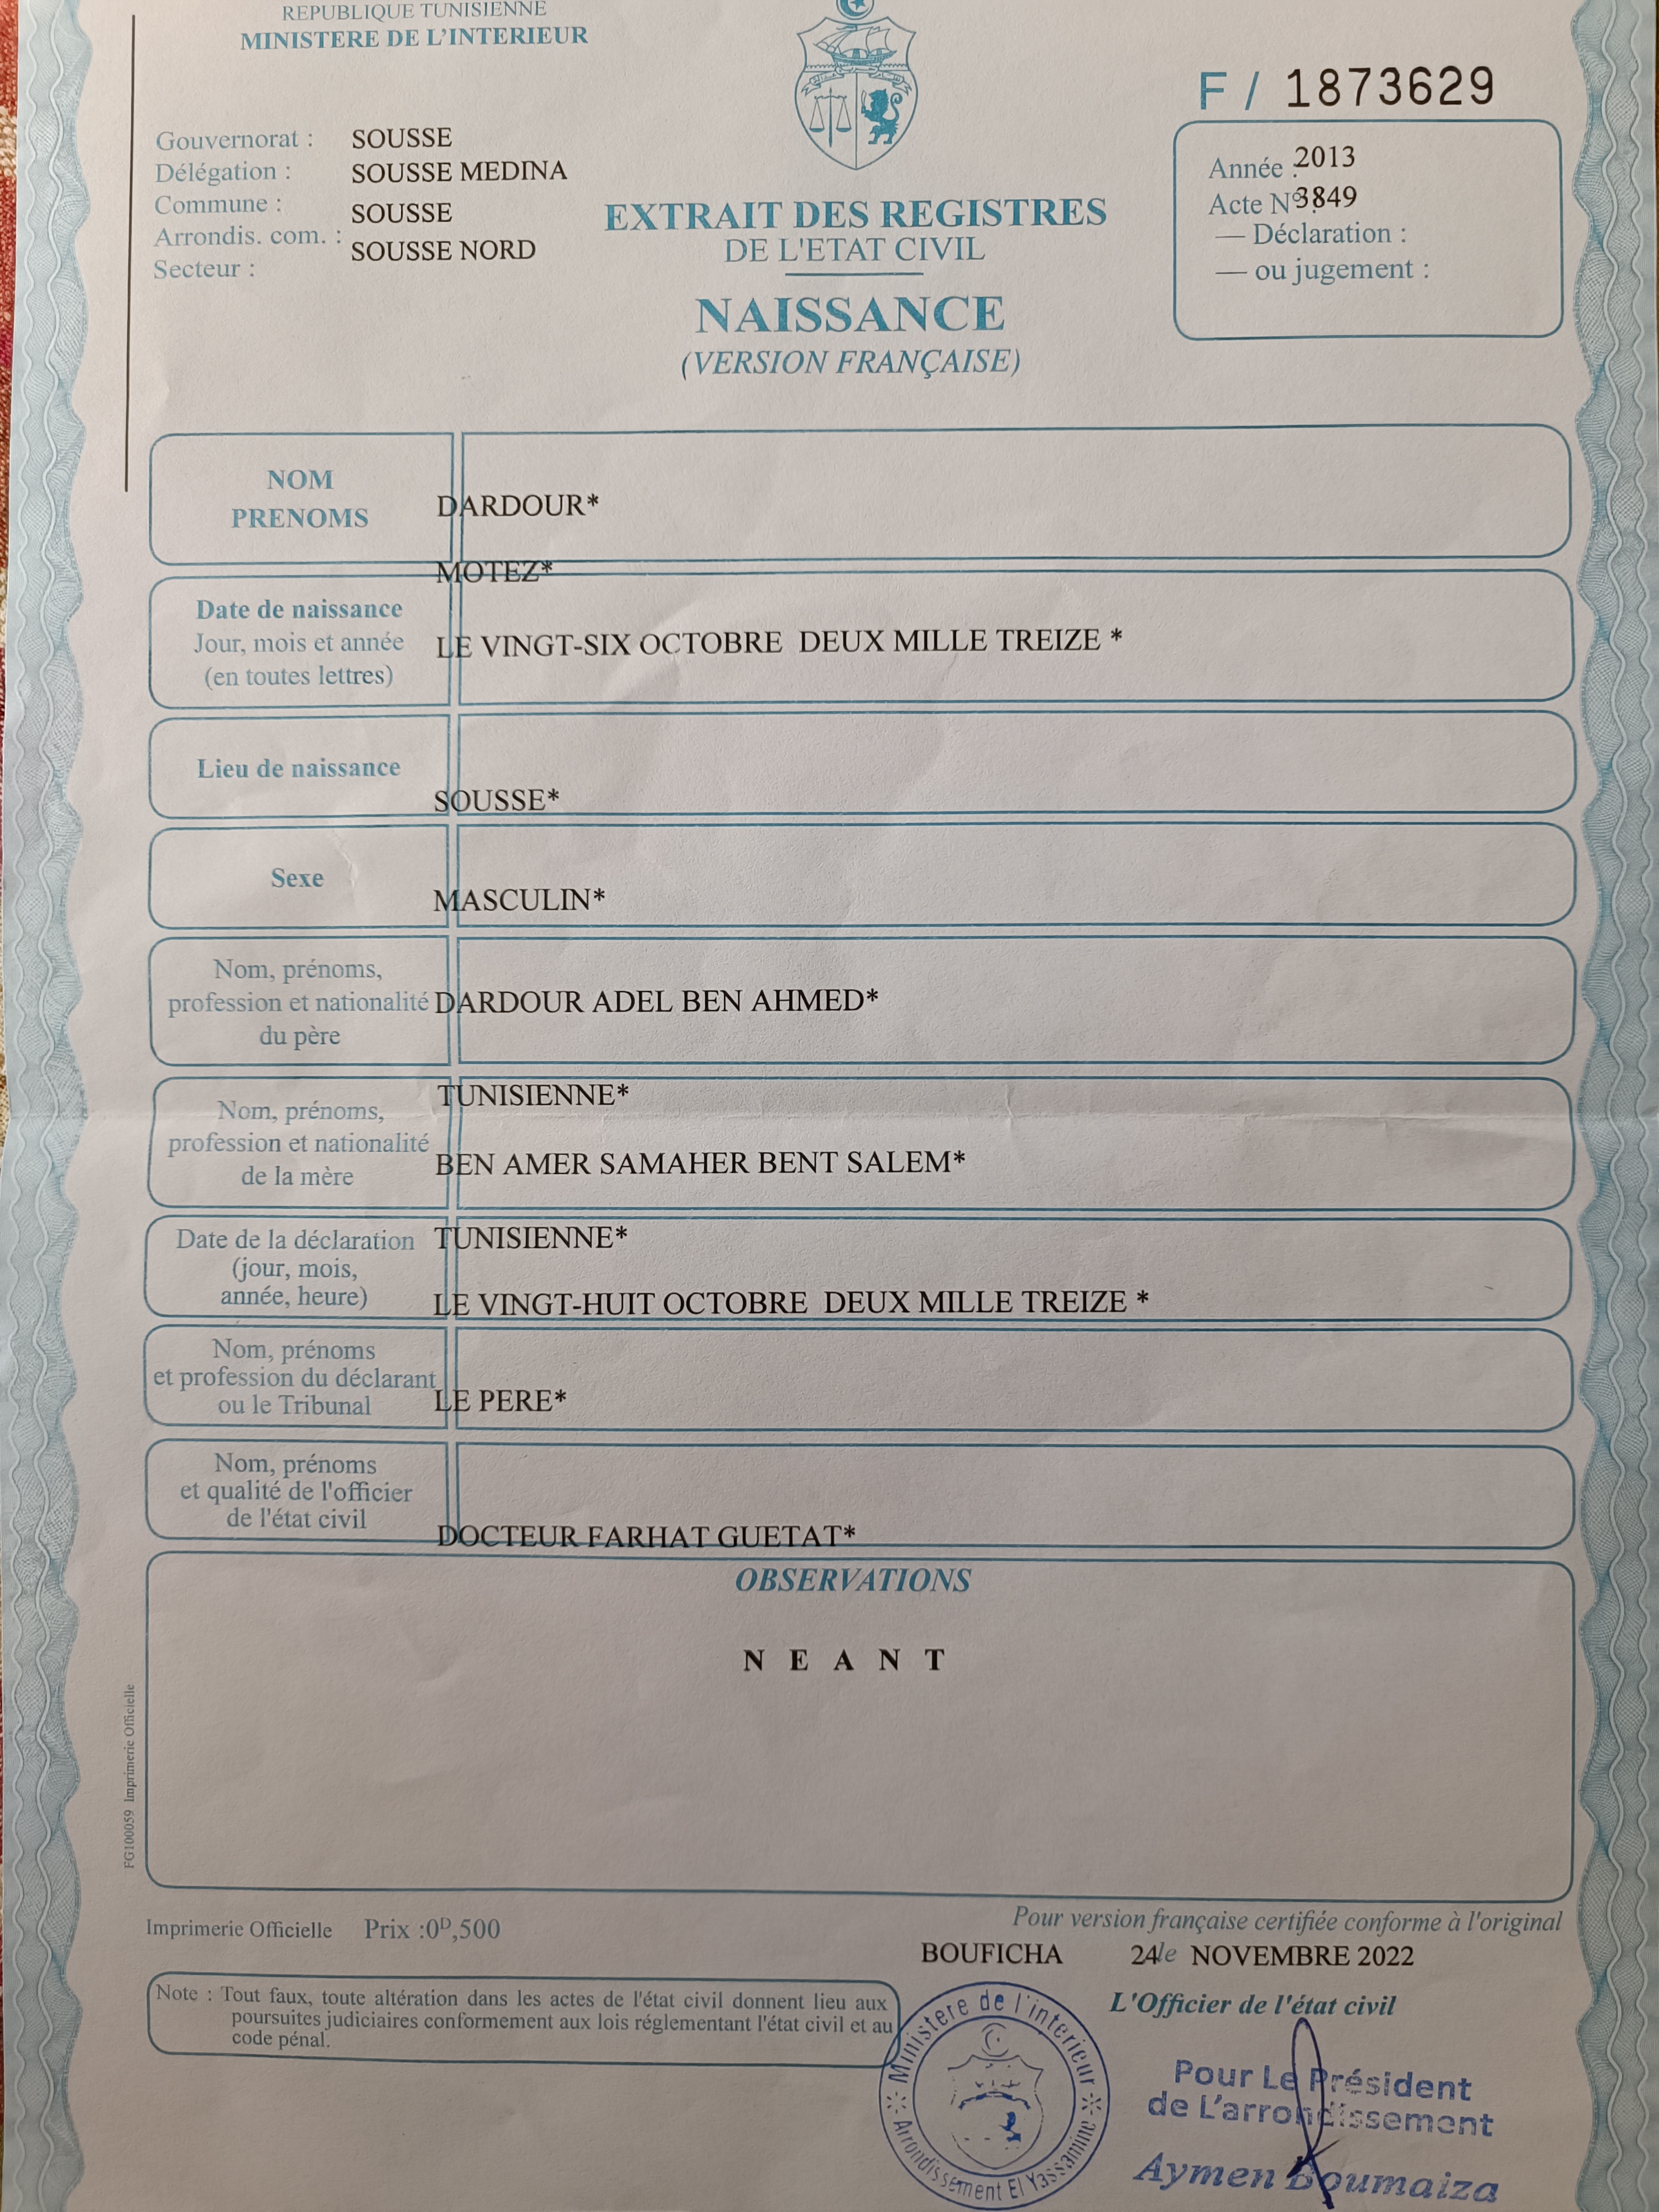 REPUBLIQUE TUNISIENNE
MINISTERE DE L'INTERIEUR
F / 1873629
Gouvernorat : SOUSSE
Délégation : SOUSSE MEDINA
Commune : SOUSSE
Arrondis. com. : SOUSSE NORD
Secteur :
EXTRAIT DES REGISTRES
DE L'ETAT CIVIL
NAISSANCE
(VERSION FRANÇAISE)
Année : 2013
Acte N° : 3849
— Déclaration :
— ou jugement :
NOM
PRENOMS
DARDOUR*
MOTEZ*
Date de naissance
Jour, mois et année
(en toutes lettres)
LE VINGT-SIX OCTOBRE DEUX MILLE TREIZE *
Lieu de naissance
SOUSSE*
Sexe
MASCULIN*
Nom, prénoms,
profession et nationalité
du père
DARDOUR ADEL BEN AHMED*
TUNISIENNE*
Nom, prénoms,
profession et nationalité
de la mère
BEN AMER SAMAHER BENT SALEM*
TUNISIENNE*
Date de la déclaration
(jour, mois,
année, heure)
LE VINGT-HUIT OCTOBRE DEUX MILLE TREIZE *
Nom, prénoms
et profession du déclarant
ou le Tribunal
LE PERE*
Nom, prénoms
et qualité de l'officier
de l'état civil
DOCTEUR FARHAT GUETAT*
OBSERVATIONS
N E A N T
FG100059 Imprimerie Officielle
Imprimerie Officielle Prix :0D,500
Pour version française certifiée conforme à l'original
BOUFICHA 24 le NOVEMBRE 2022
Note : Tout faux, toute altération dans les actes de l'état civil donnent lieu aux
poursuites judiciaires conformement aux lois réglementant l'état civil et au
code pénal.
L'Officier de l'état civil
Ministere de l'interieur
Arrondissement El Yassamine
Pour Le Président
de L'arrondissement
Aymen Boumaiza